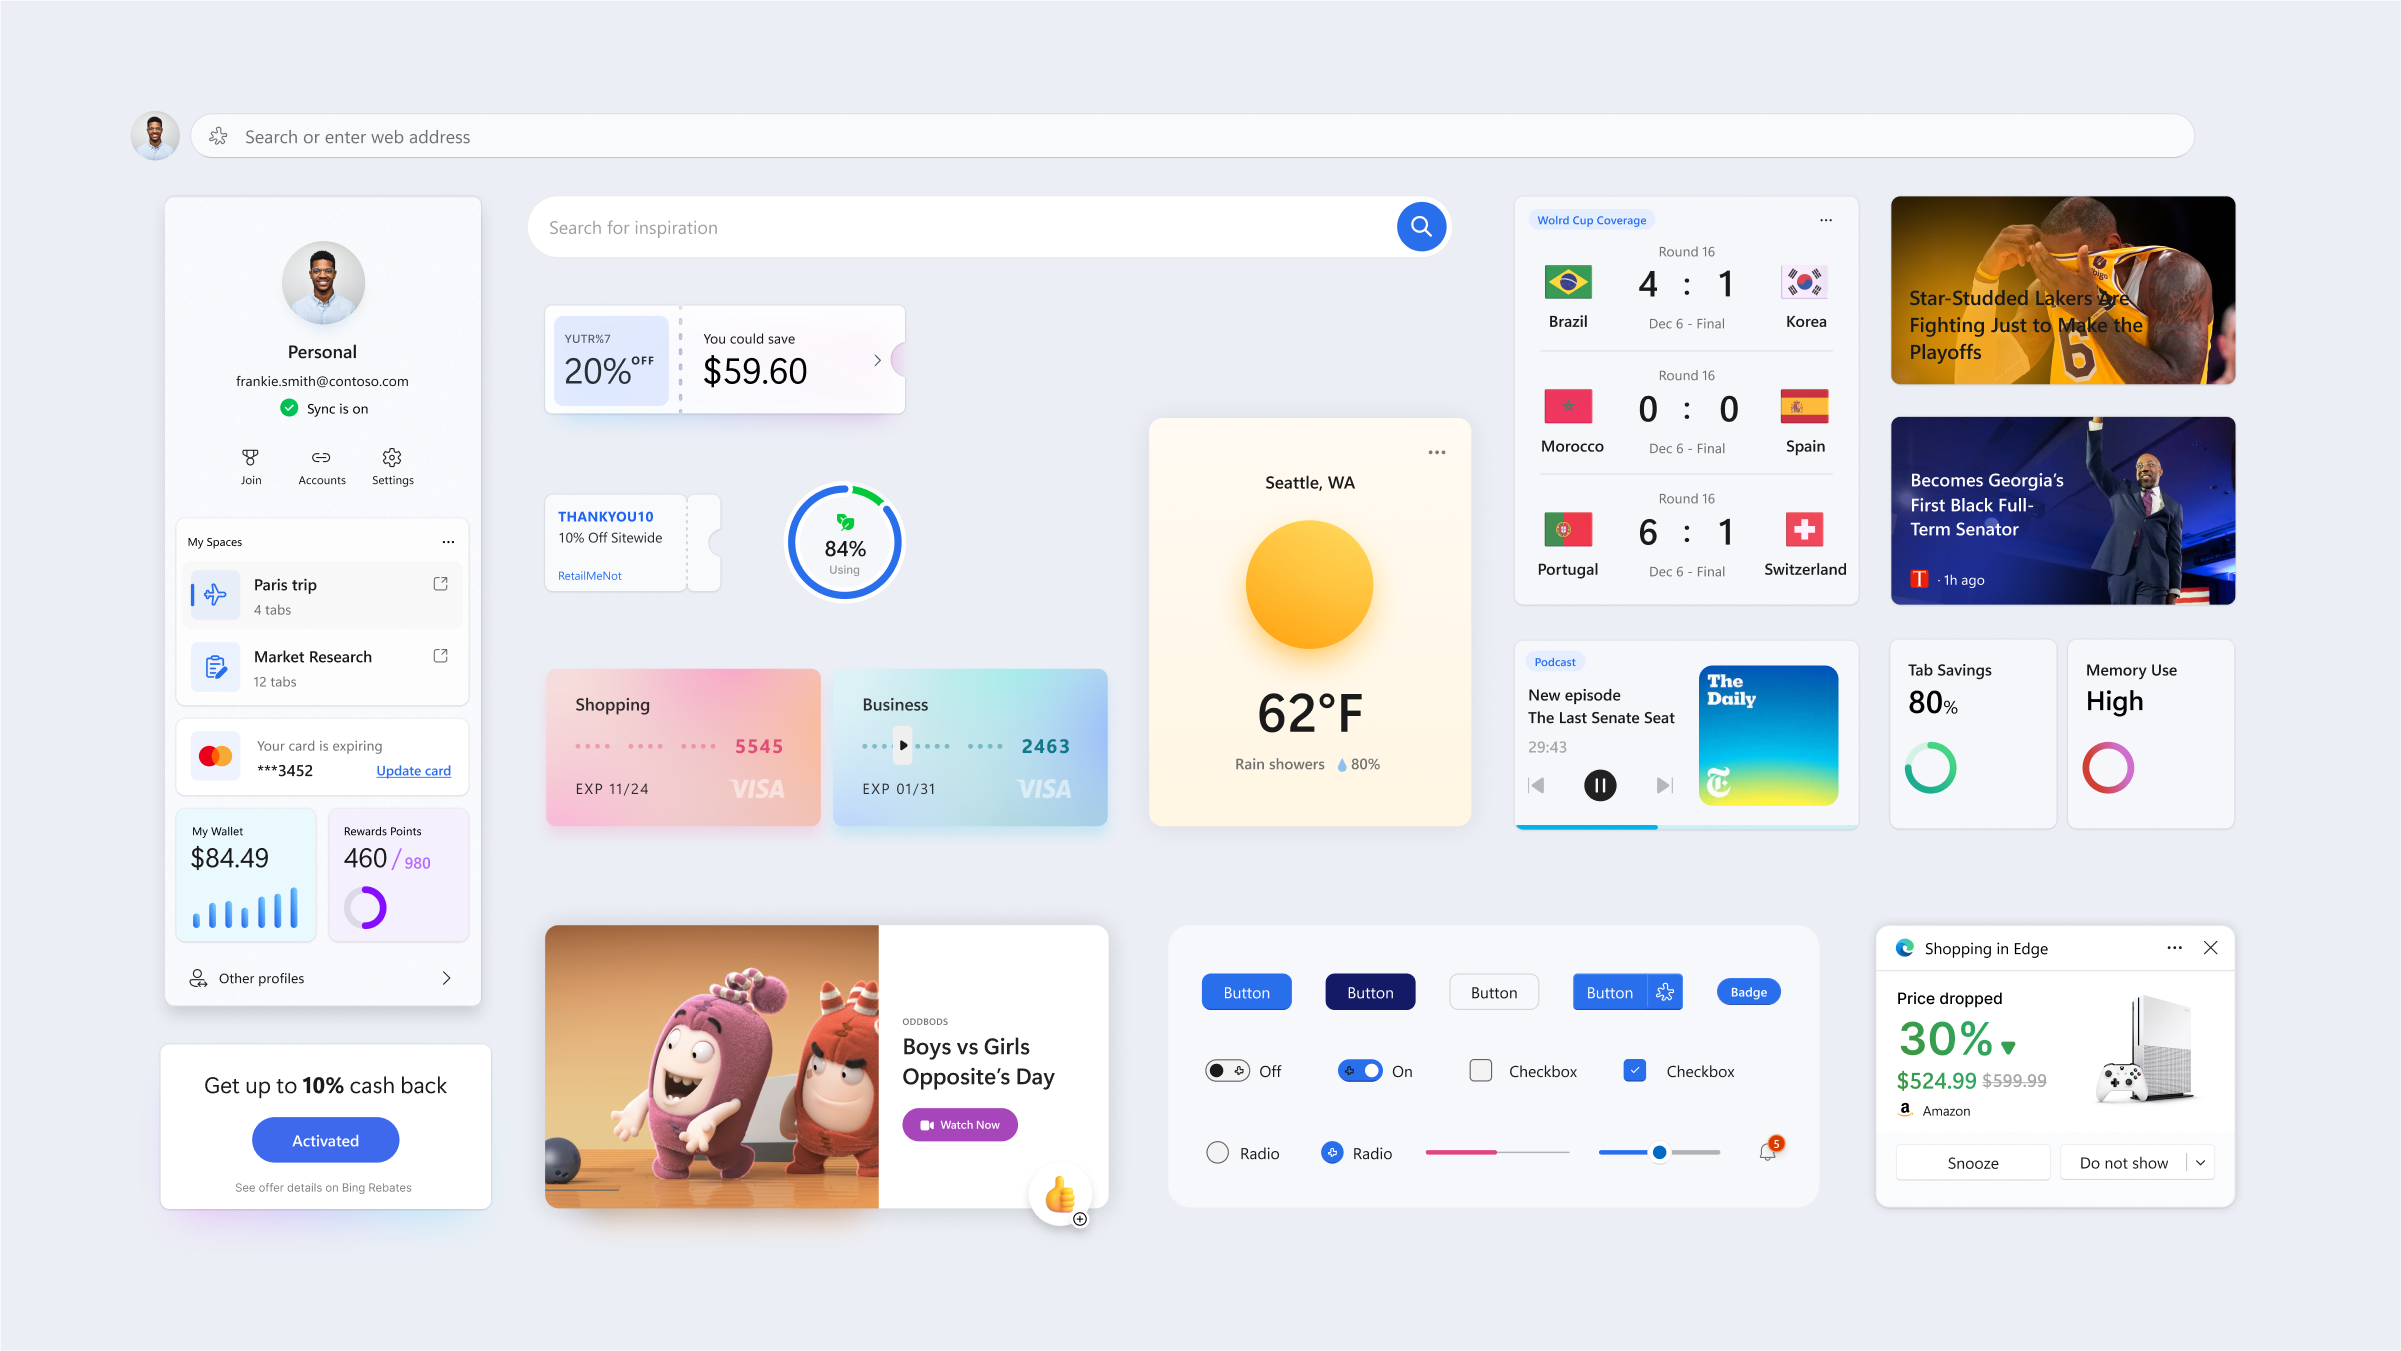 Search or enter web address
Personal
frankie.smith@contoso.com
Sync is on
Join
Accounts
Settings
My Spaces
Paris trip
4 tabs
Market Research
12 tabs
Your card is expiring
***3452
Update card
My Wallet
$84.49
Rewards Points
460 / 980
Other profiles
Get up to 10% cash back
Activated
See offer details on Bing Rebates
Search for inspiration
YUTR%7
20% OFF
You could save
$59.60
THANKYOU10
10% Off Sitewide
RetailMeNot
84%
Using
Shopping
5545
EXP 11/24
VISA
Business
2463
EXP 01/31
VISA
Seattle, WA
62°F
Rain showers
80%
Wolrd Cup Coverage
Round 16
4 : 1
Brazil
Dec 6 - Final
Korea
Round 16
0 : 0
Morocco
Dec 6 - Final
Spain
Round 16
6 : 1
Portugal
Dec 6 - Final
Switzerland
Star-Studded Lakers Are
Fighting Just to Make the
Playoffs
bigo
6
Becomes Georgia’s
First Black Full-
Term Senator
T · 1h ago
Podcast
New episode
The Last Senate Seat
29:43
The
Daily
T
Tab Savings
80%
Memory Use
High
ODDBODS
Boys vs Girls
Opposite’s Day
Watch Now
Button
Button
Button
Button
Badge
Off
On
Checkbox
Checkbox
Radio
Radio
5
Shopping in Edge
Price dropped
30%
$524.99 $599.99
a Amazon
Snooze
Do not show